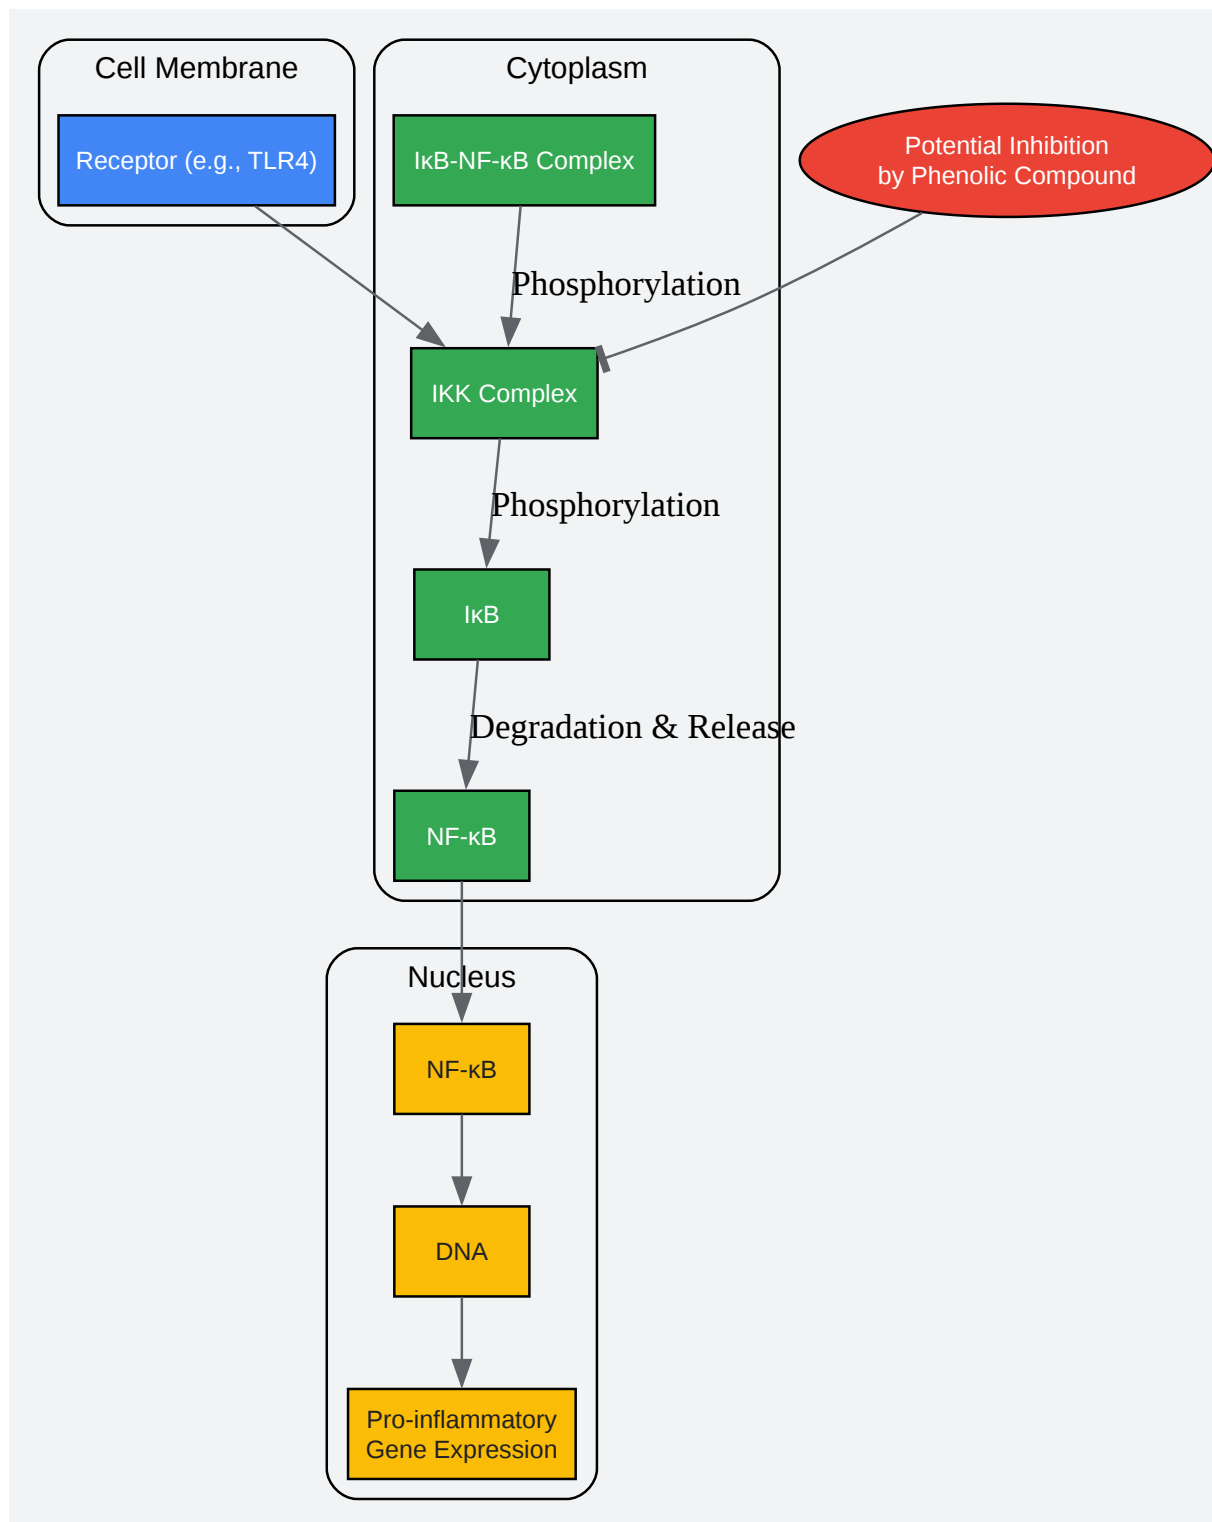 Cell Membrane
Receptor (e.g., TLR4)
Cytoplasm
IκB-NF-κB Complex
Potential Inhibition
by Phenolic Compound
Phosphorylation
IKK Complex
Phosphorylation
IκB
Degradation & Release
NF-κB
Nucleus
NF-κB
DNA
Pro-inflammatory
Gene Expression